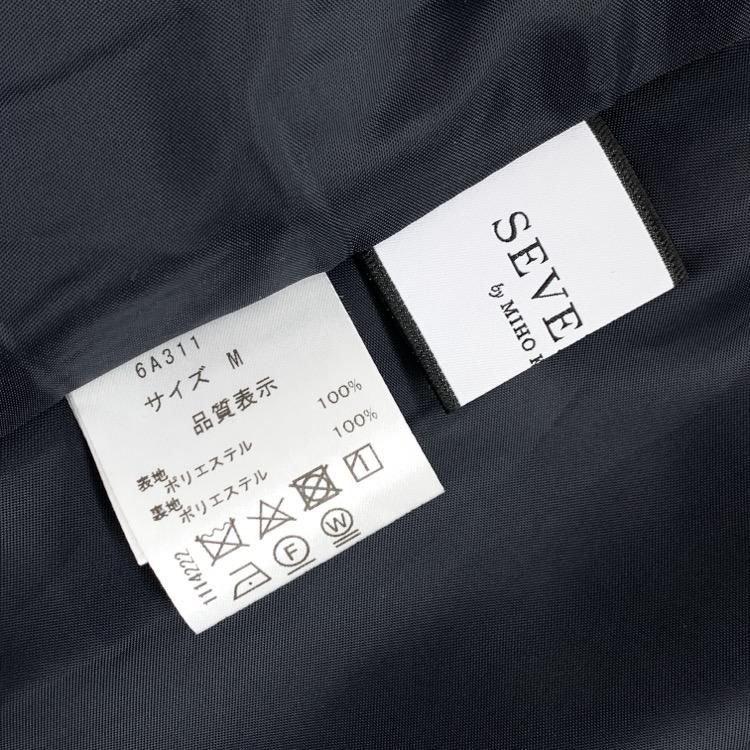 6A311
サイズ M
品質表示
表地
ポリエステル 100%
裏地
ポリエステル 100%
1114222
F
W
SEVE
by MIHO K